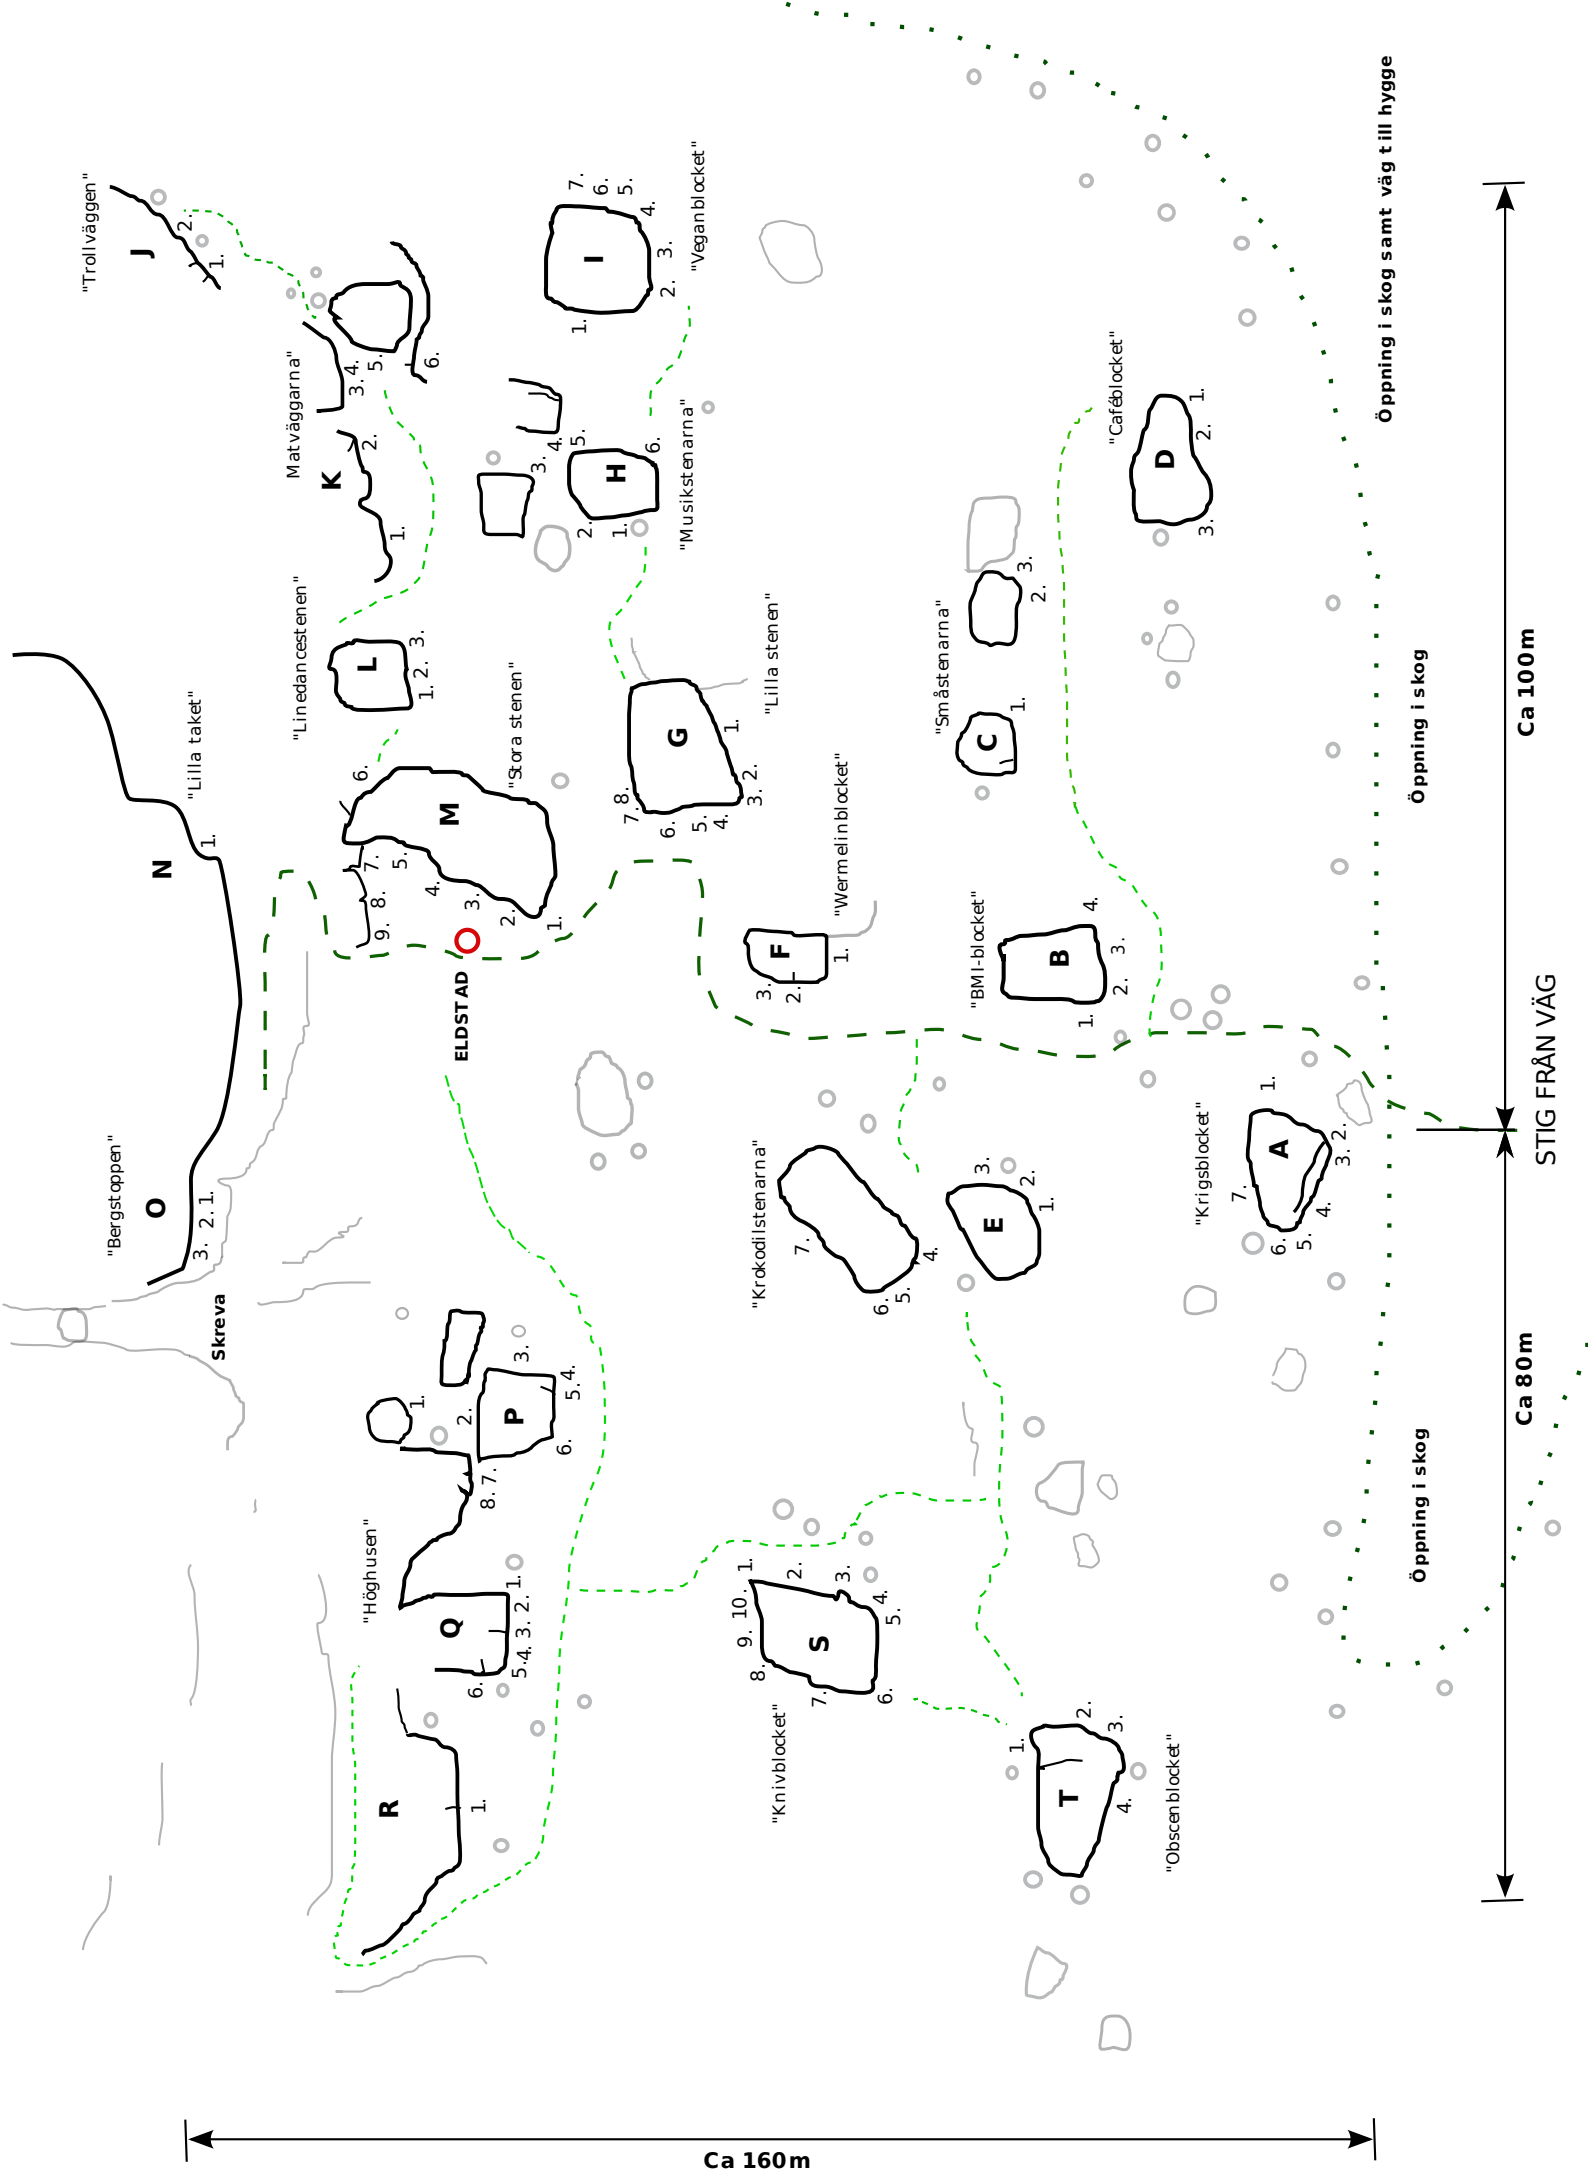 "Bergstoppen"
O
3. 2. 1.
Skreva
"Lilla taket"
N
1.
"Trollväggen"
J
1.
2.
Matväggarna"
K
1.
2.
3. 4.
5.
6.
"Linedancestenen"
L
1. 2. 3.
"Stora stenen"
M
1.
2.
3.
4.
5.
6.
7.
8.
9.
ELDSTAD
"Höghusen"
P
1.
2.
3.
5. 4.
6.
8. 7.
Q
1.
2.
3.
5.4.
6.
R
1.
"Veganblocket"
I
1.
2.
3.
4.
5.
6.
7.
"Musikstenarna"
H
1.
2.
3.
4.
5.
6.
"Lilla stenen"
G
1.
2.
3.
4.
5.
6.
7. 8.
"Wermelinblocket"
F
1.
2.
3.
"Knivblocket"
S
1.
2.
3.
4.
5.
6.
7.
8.
9.
10.
"Krokodilstenarna"
7.
6.
5.
4.
E
3.
2.
1.
"Småstenarna"
C
1.
2.
3.
"BMI-blocket"
B
1.
2.
3.
4.
"Caféblocket"
D
1.
2.
3.
"Obscenblocket"
T
1.
2.
3.
4.
"Krigsblocket"
A
1.
2.
3.
4.
5.
6.
7.
Öppning i skog
Öppning i skog
Öppning i skog samt väg till hygge
Ca 80m
Ca 100m
STIG FRÅN VÄG
Ca 160m